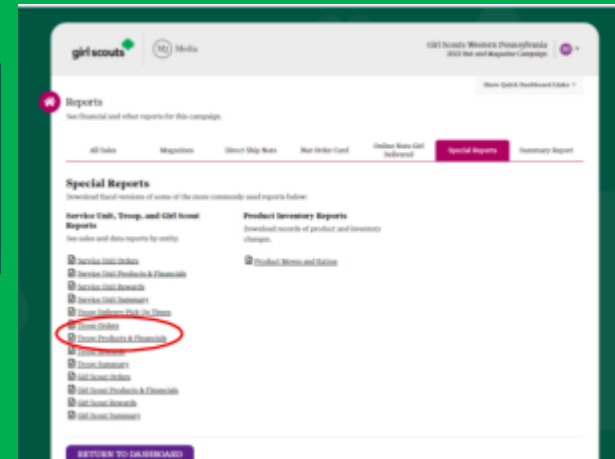 girl scouts
M2 Media
Girl Scouts Western Pennsylvania
2022 Nut and Magazine Campaign
Show Quick Dashboard Links
Reports
See financial and other reports for this campaign.
All Sales
Magazines
Direct Ship Nuts
Nut Order Card
Online Nuts Girl
Delivered
Special Reports
Summary Report
Special Reports
Download Excel versions of some of the more commonly used reports below:
Service Unit, Troop, and Girl Scout
Reports
See sales and data reports by entity.
Service Unit Orders
Service Unit Products & Financials
Service Unit Rewards
Service Unit Summary
Troop Delivery Pick Up Times
Troop Orders
Troop Products & Financials
Troop Rewards
Troop Summary
Girl Scout Orders
Girl Scout Products & Financials
Girl Scout Rewards
Girl Scout Summary
Product Inventory Reports
Download records of product and inventory
changes.
Product Moves and Extras
RETURN TO DASHBOARD